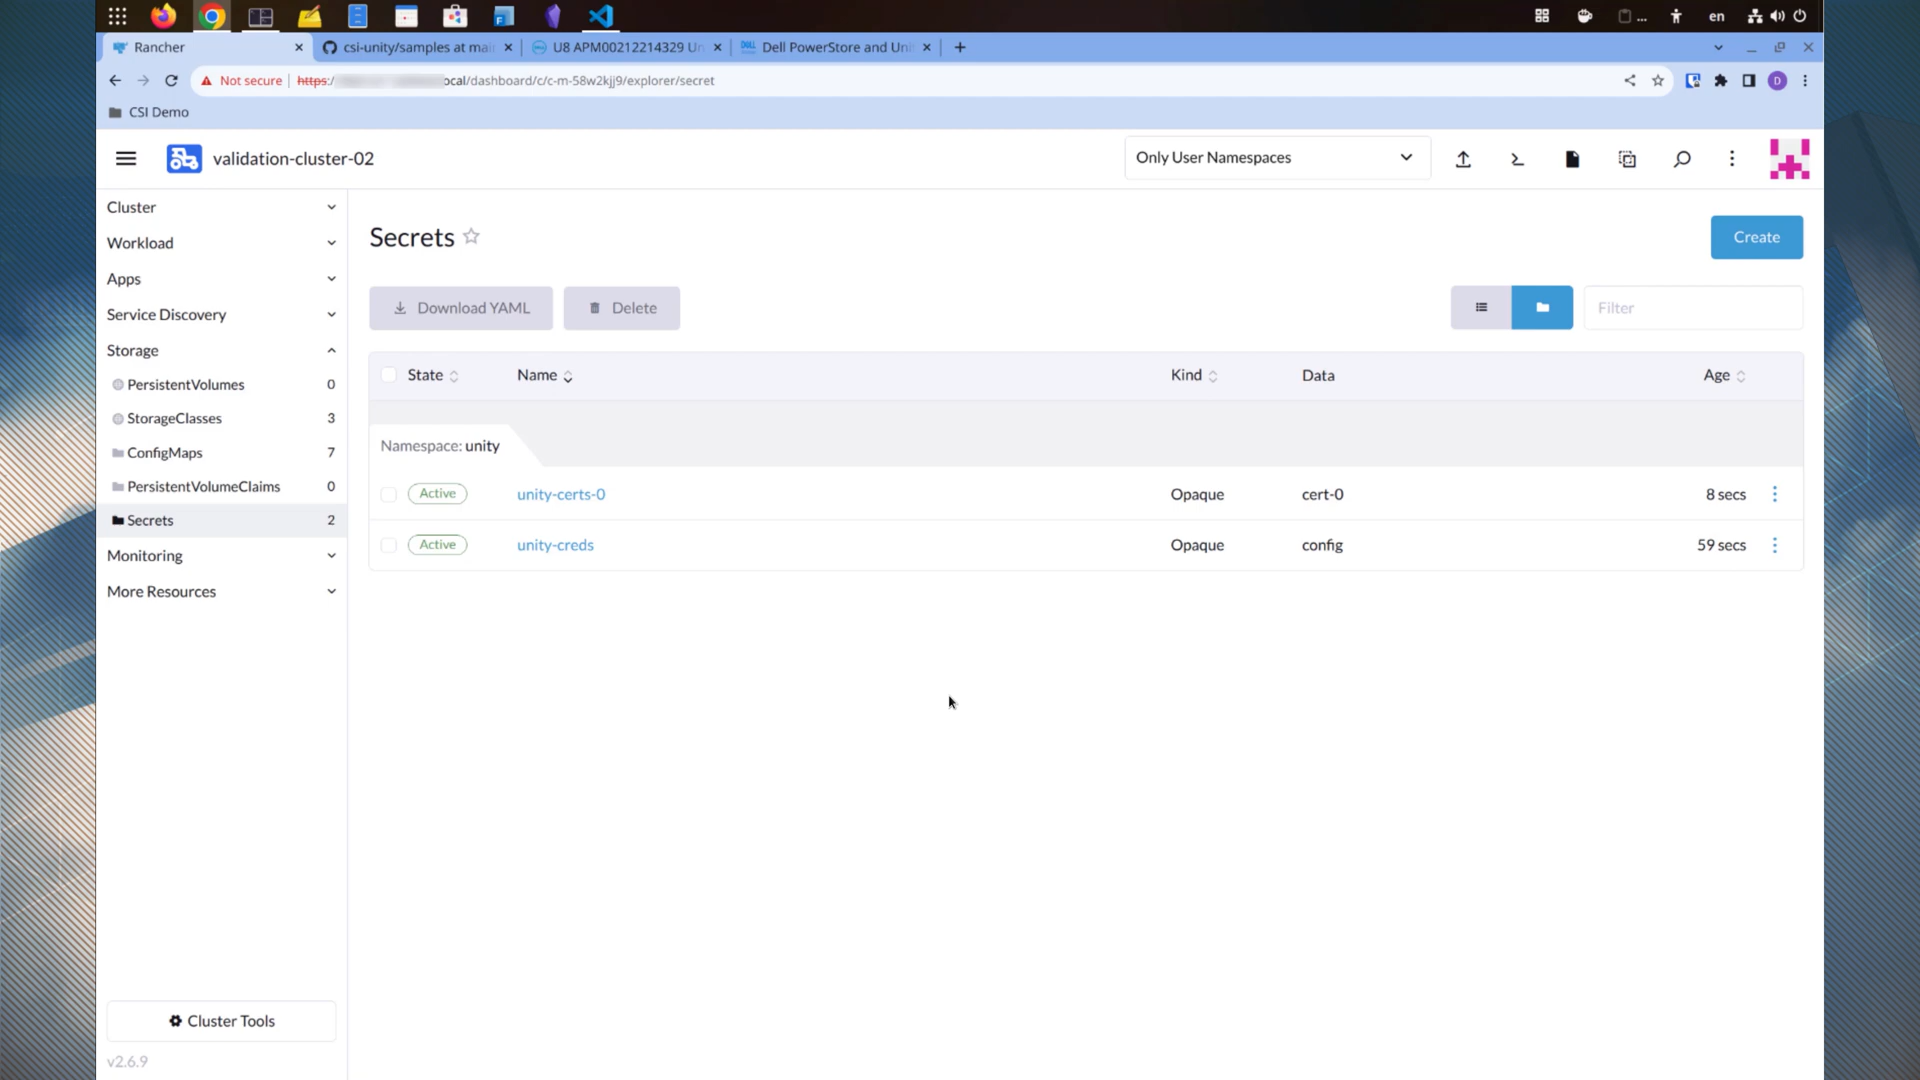 en
Rancher
csi-unity/samples at mai
U8 APM00212214329 Un
Dell PowerStore and Uni
Not secure
https:/ ocal/dashboard/c/c-m-58w2kjj9/explorer/secret
D
CSI Demo
validation-cluster-02
Only User Namespaces
Cluster
Workload
Apps
Service Discovery
Storage
PersistentVolumes 0
StorageClasses 3
ConfigMaps 7
PersistentVolumeClaims 0
Secrets 2
Monitoring
More Resources
Cluster Tools
v2.6.9
Secrets
Create
Download YAML
Delete
Filter
State Name Kind Data Age
Namespace: unity
Active unity-certs-0 Opaque cert-0 8 secs
Active unity-creds Opaque config 59 secs